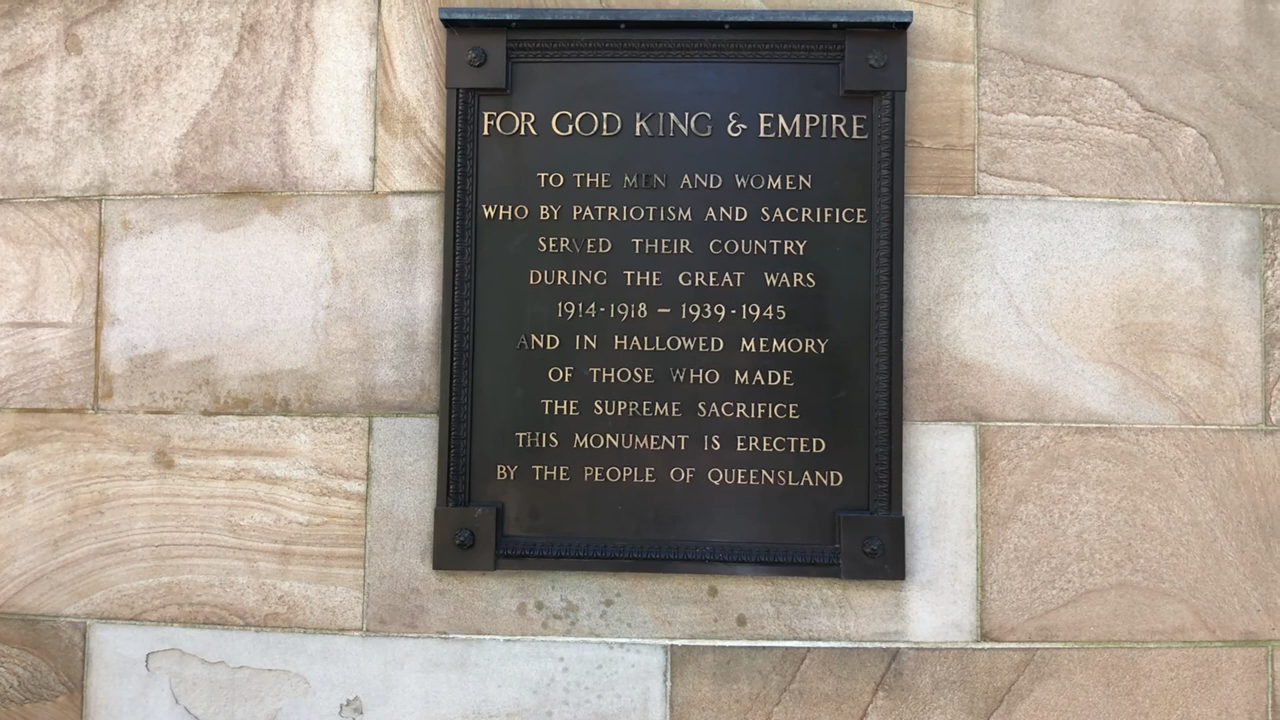 FOR GOD KING & EMPIRE
TO THE MEN AND WOMEN
WHO BY PATRIOTISM AND SACRIFICE
SERVED THEIR COUNTRY
DURING THE GREAT WARS
1914-1918 — 1939-1945
AND IN HALLOWED MEMORY
OF THOSE WHO MADE
THE SUPREME SACRIFICE
THIS MONUMENT IS ERECTED
BY THE PEOPLE OF QUEENSLAND